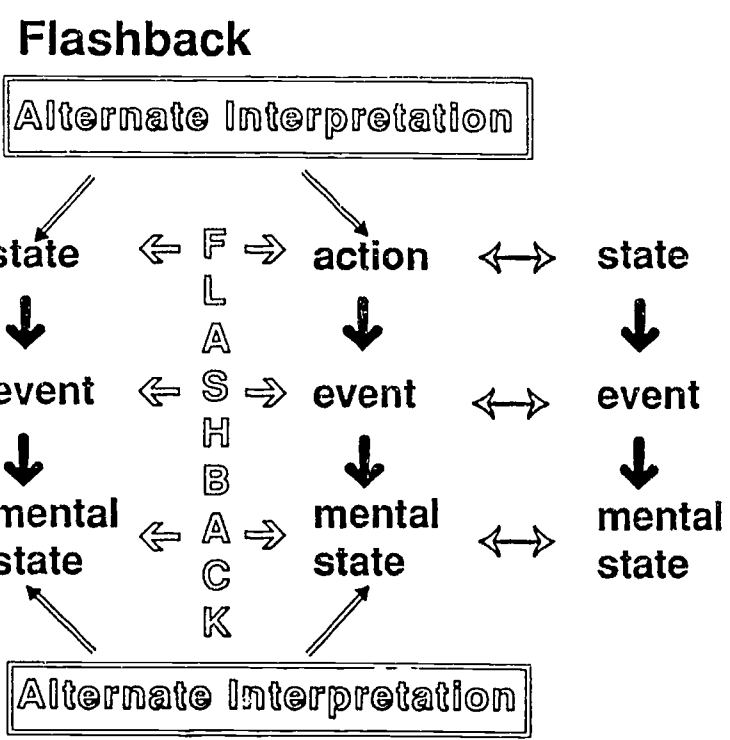 Flashback
Alternate Interpretation
state F action state
L
A
event S event event
H
B
mental mental mental
state A state state
C
K
Alternate Interpretation